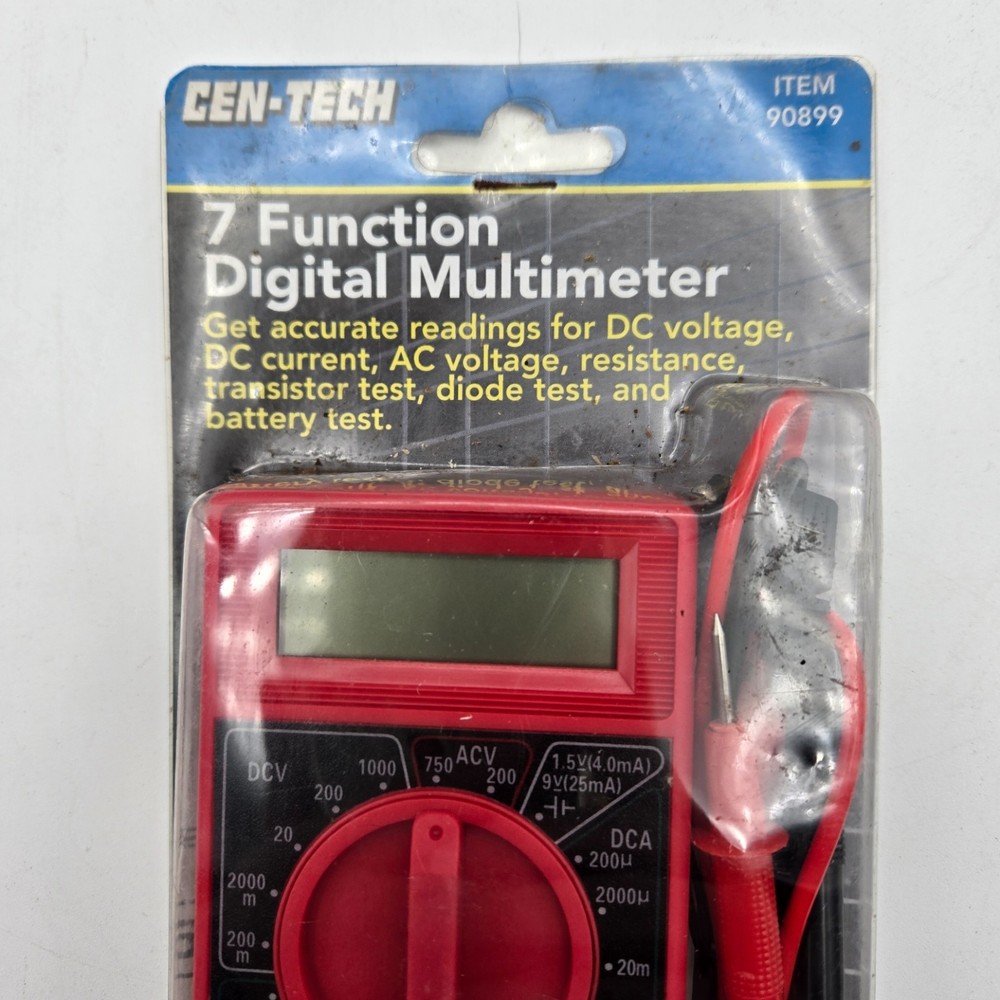 CEN-TECH
ITEM
90899
7 Function
Digital Multimeter
Get accurate readings for DC voltage,
DC current, AC voltage, resistance,
transistor test, diode test, and
battery test.
DCV
1000
200
20
2000
m
200
m
750
ACV
200
1.5V(4.0mA)
9V(25mA)
DCA
200µ
2000µ
20m